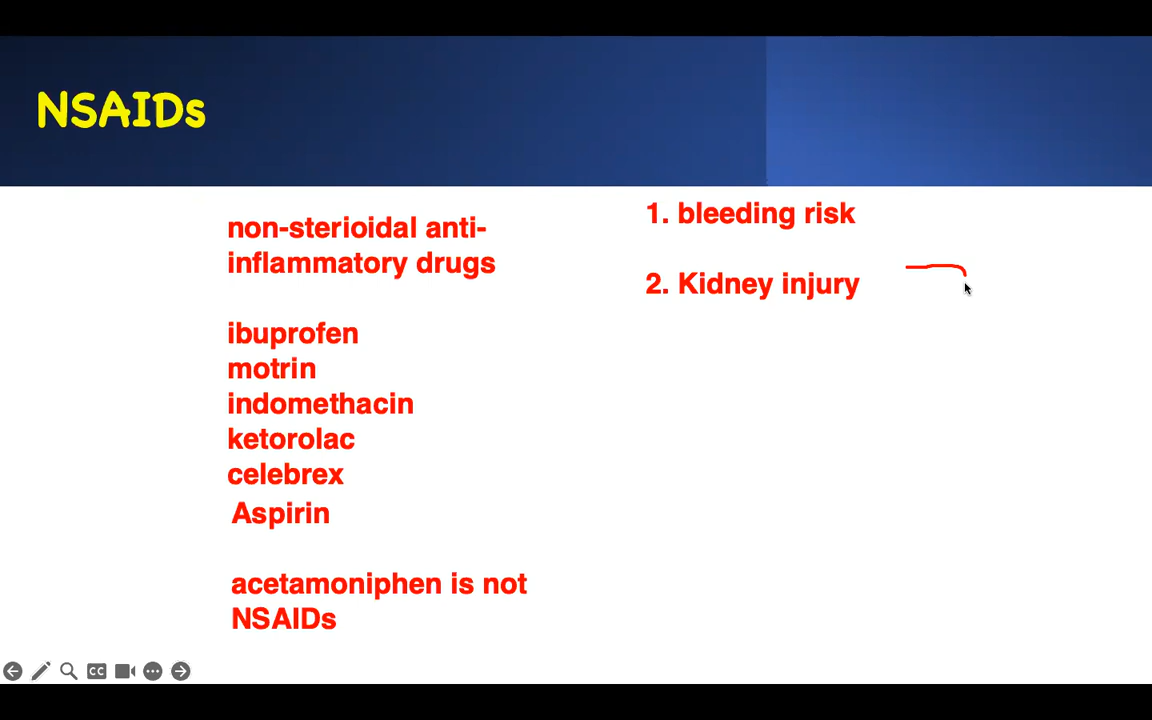 NSAIDs
non-sterioidal anti-
inflammatory drugs
ibuprofen
motrin
indomethacin
ketorolac
celebrex
Aspirin
acetamoniphen is not
NSAIDs
1. bleeding risk
2. Kidney injury
CC